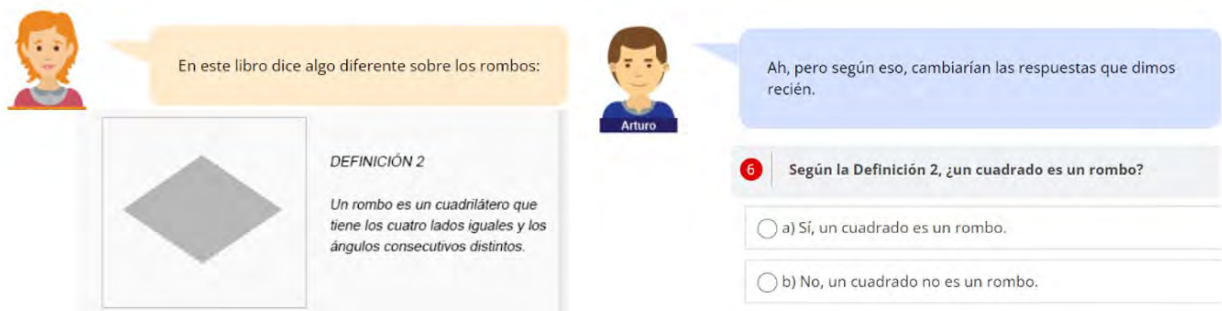 En este libro dice algo diferente sobre los rombos:
DEFINICIÓN 2
Un rombo es un cuadrilátero que
tiene los cuatro lados iguales y los
ángulos consecutivos distintos.
Arturo
Ah, pero según eso, cambiarían las respuestas que dimos
recién.
6 Según la Definición 2, ¿un cuadrado es un rombo?
a) Sí, un cuadrado es un rombo.
b) No, un cuadrado no es un rombo.